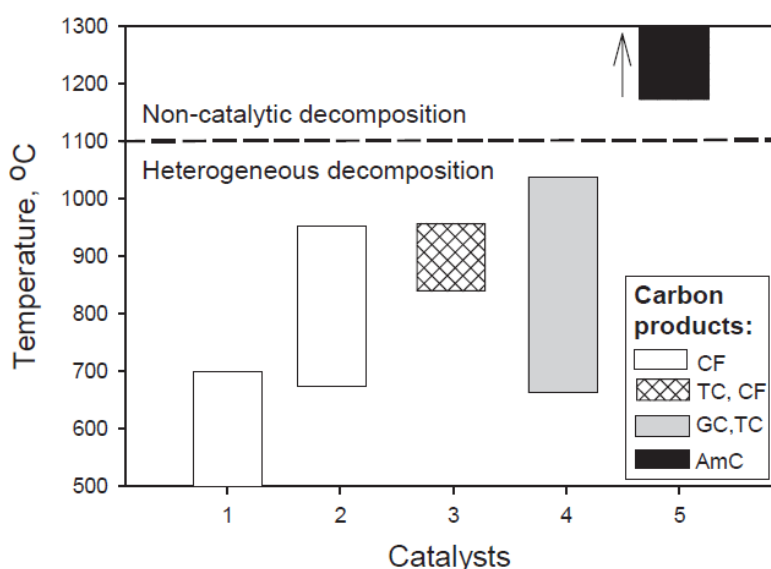 1300
1200
Non-catalytic decomposition
1100
Heterogeneous decomposition
1000
900
800
700
600
500
Temperature, ºC
1 2 3 4 5
Catalysts
Carbon
products:
CF
TC, CF
GC,TC
AmC